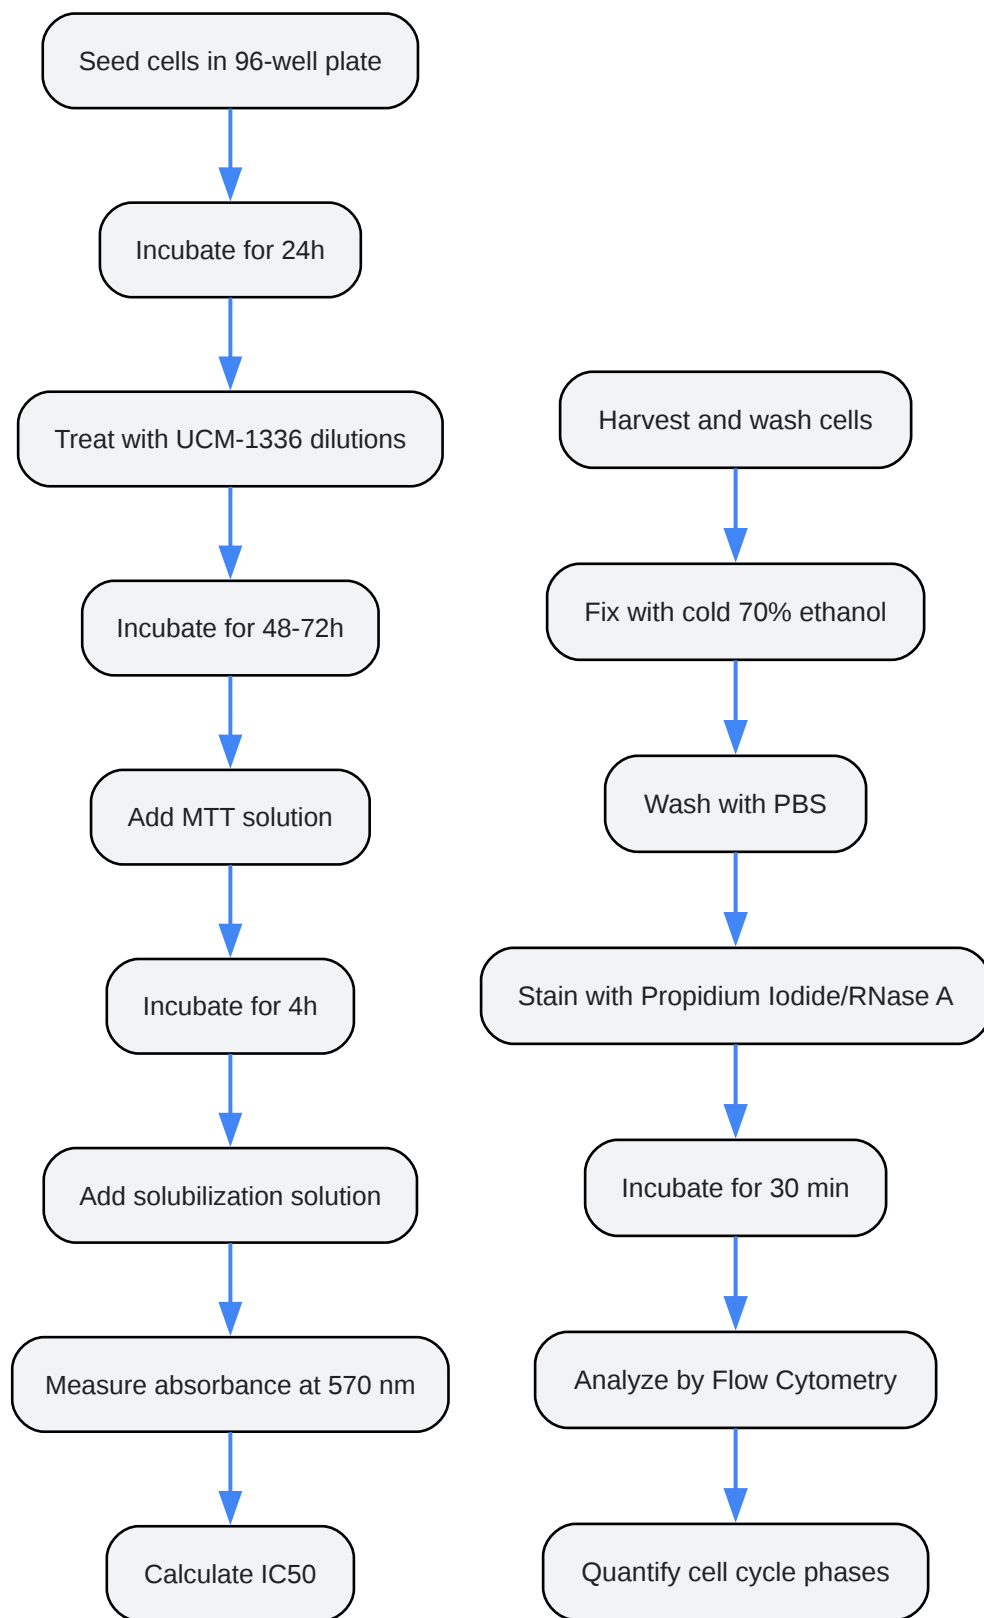 Seed cells in 96-well plate
Incubate for 24h
Treat with UCM-1336 dilutions
Incubate for 48-72h
Add MTT solution
Incubate for 4h
Add solubilization solution
Measure absorbance at 570 nm
Calculate IC50
Harvest and wash cells
Fix with cold 70% ethanol
Wash with PBS
Stain with Propidium Iodide/RNase A
Incubate for 30 min
Analyze by Flow Cytometry
Quantify cell cycle phases